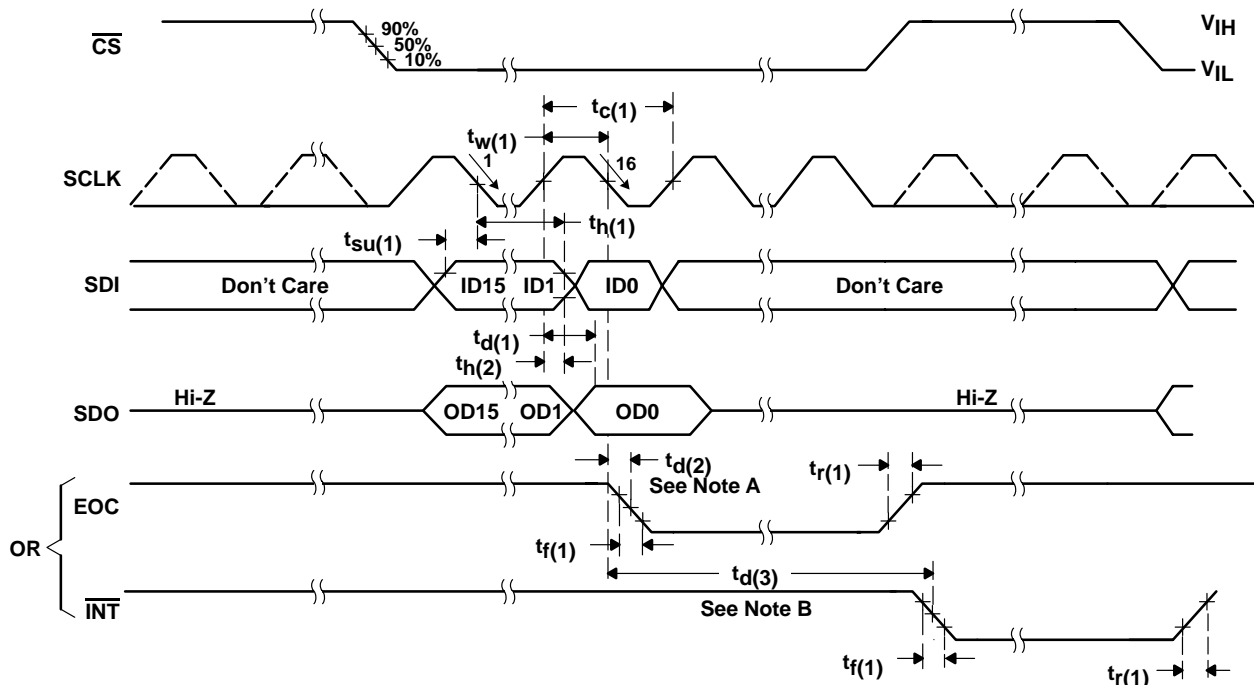 CS
90%
50%
10%
VIH
VIL
tc(1)
tw(1)
1
16
SCLK
th(1)
tsu(1)
SDI
Don't Care
ID15
ID1
ID0
Don't Care
td(1)
th(2)
SDO
Hi-Z
OD15
OD1
OD0
Hi-Z
td(2)
See Note A
tr(1)
EOC
tf(1)
OR
td(3)
INT
See Note B
tf(1)
tr(1)